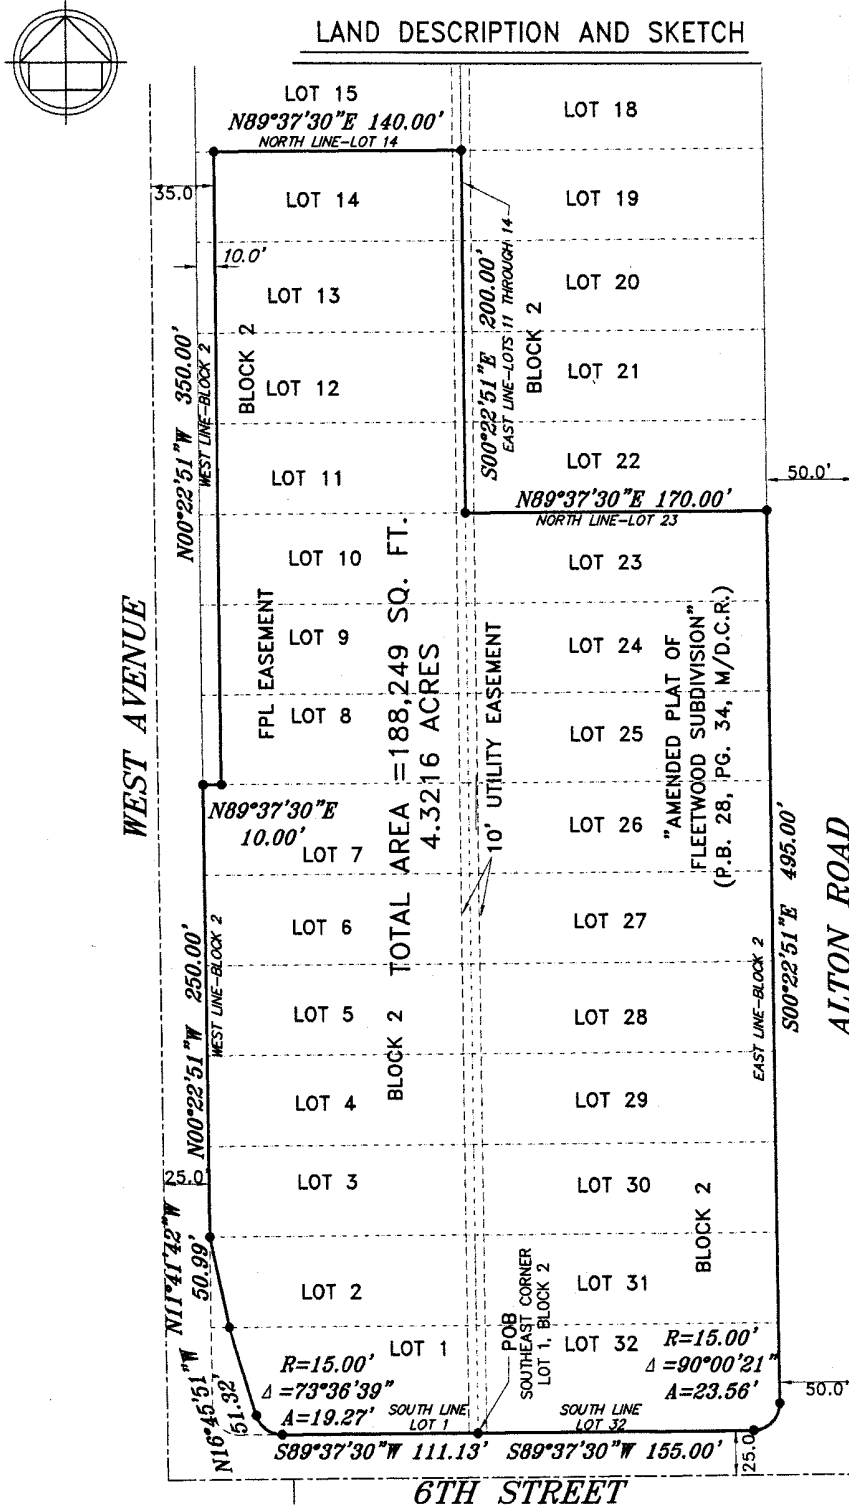 LAND DESCRIPTION AND SKETCH
LOT 15
N89°37'30"E 140.00'
NORTH LINE-LOT 14
LOT 18
35.0'
LOT 14
LOT 19
10.0'
LOT 13
LOT 20
S00°22'51"E 200.00'
EAST LINE-LOTS 11 THROUGH 14
BLOCK 2
BLOCK 2
N00°22'51"W 350.00'
WEST LINE-BLOCK 2
LOT 12
LOT 21
LOT 11
LOT 22
50.0'
N89°37'30"E 170.00'
NORTH LINE-LOT 23
LOT 10
LOT 23
LOT 9
LOT 24
FPL EASEMENT
LOT 8
LOT 25
WEST AVENUE
BLOCK 2 TOTAL AREA =188,249 SQ. FT.
4.3216 ACRES
10' UTILITY EASEMENT
"AMENDED PLAT OF
FLEETWOOD SUBDIVISION"
(P.B. 28, PG. 34, M/D.C.R.)
N89°37'30"E
10.00'
LOT 7
LOT 26
S00°22'51"E 495.00'
EAST LINE-BLOCK 2
ALTON ROAD
LOT 6
LOT 27
N00°22'51"W 250.00'
WEST LINE-BLOCK 2
LOT 5
LOT 28
LOT 4
LOT 29
25.0'
LOT 3
LOT 30
BLOCK 2
N11°41'42"W
50.99'
LOT 2
LOT 31
POB
SOUTHEAST CORNER
LOT 1, BLOCK 2
LOT 1
LOT 32
N16°45'51"W
51.32'
R=15.00'
Δ =73°36'39"
A=19.27'
R=15.00'
Δ =90°00'21"
A=23.56'
50.0'
SOUTH LINE
LOT 1
SOUTH LINE
LOT 32
S89°37'30"W 111.13'
S89°37'30"W 155.00'
25.0
6TH STREET